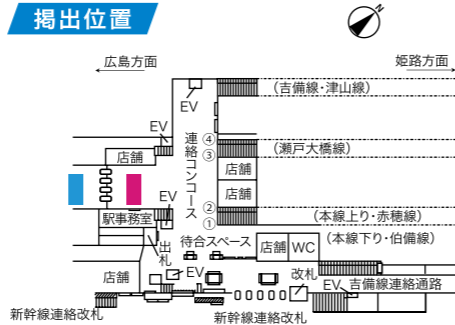 掲出位置
広島方面
姫路方面
EV
(吉備線・津山線)
EV
④
③
(瀬戸大橋線)
店舗
連絡コンコース
店舗
店舗
EV
②
①
駅事務室
(本線上り・赤穂線)
出札
待合スペース
(本線下り・伯備線)
店舗
WC
店舗
EV
改札
EV
吉備線連絡通路
新幹線連絡改札
新幹線連絡改札